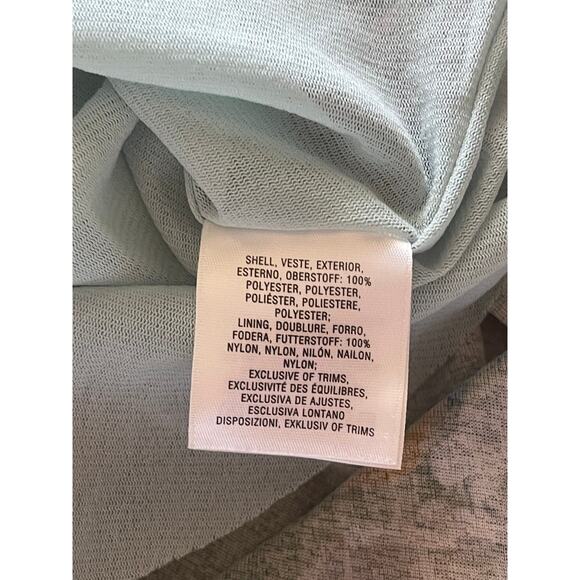 SHELL, VESTE, EXTERIOR,
ESTERNO, OBERSTOFF: 100%
POLYESTER, POLYESTER,
POLIÉSTER, POLIESTERE,
POLYESTER;
LINING, DOUBLURE, FORRO,
FODERA, FUTTERSTOFF: 100%
NYLON, NYLON, NILÓN, NAILON,
NYLON;
EXCLUSIVE OF TRIMS,
EXCLUSIVITÉ DES ÉQUILIBRES,
EXCLUSIVA DE AJUSTES,
ESCLUSIVA LONTANO
DISPOSIZIONI, EXKLUSIV OF TRIMS